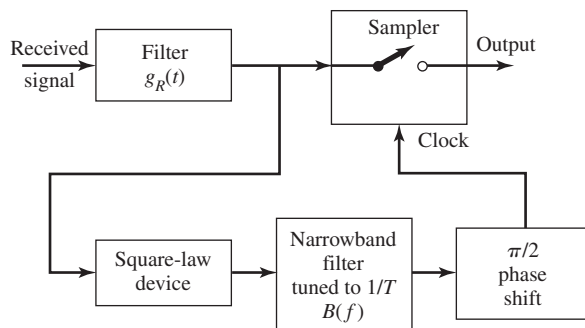 Received
signal
Filter
g_R(t)
Sampler
Output
Clock
Square-law
device
Narrowband
filter
tuned to 1/T
B(f)
π/2
phase
shift